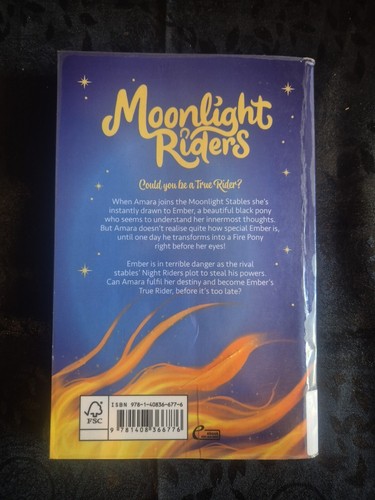 Moonlight
Riders
Could you be a True Rider?
When Amara joins the Moonlight Stables she's
instantly drawn to Ember, a beautiful black pony
who seems to understand her innermost thoughts.
But Amara doesn't realise quite how special Ember is,
until one day he transforms into a Fire Pony
right before her eyes!
Ember is in terrible danger as the rival
stables' Night Riders plot to steal his powers.
Can Amara fulfil her destiny and become Ember's
True Rider, before it's too late?
ISBN 978-1-40836-677-6
FSC
9 781408 366776